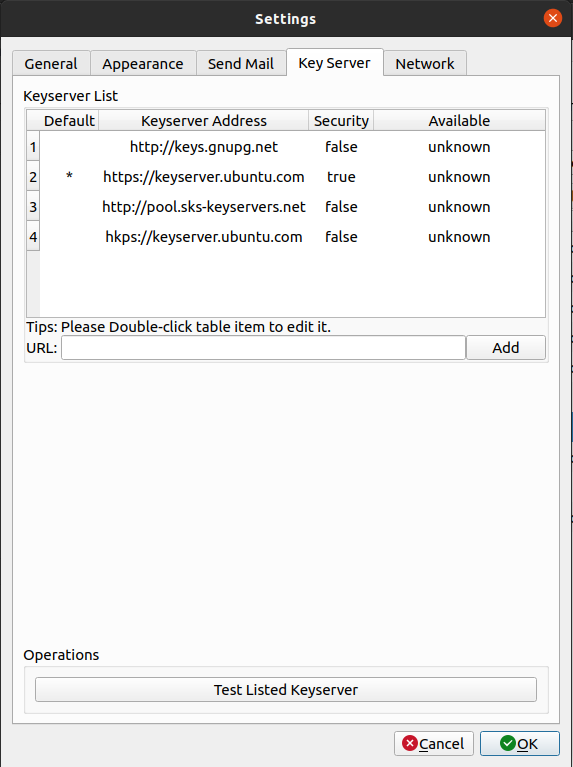 Settings
General Appearance Send Mail Key Server Network
Keyserver List
Default Keyserver Address Security Available
1 http://keys.gnupg.net false unknown
2 * https://keyserver.ubuntu.com true unknown
3 http://pool.sks-keyservers.net false unknown
4 hkps://keyserver.ubuntu.com false unknown
Tips: Please Double-click table item to edit it.
URL: Add
Operations
Test Listed Keyserver
Cancel OK